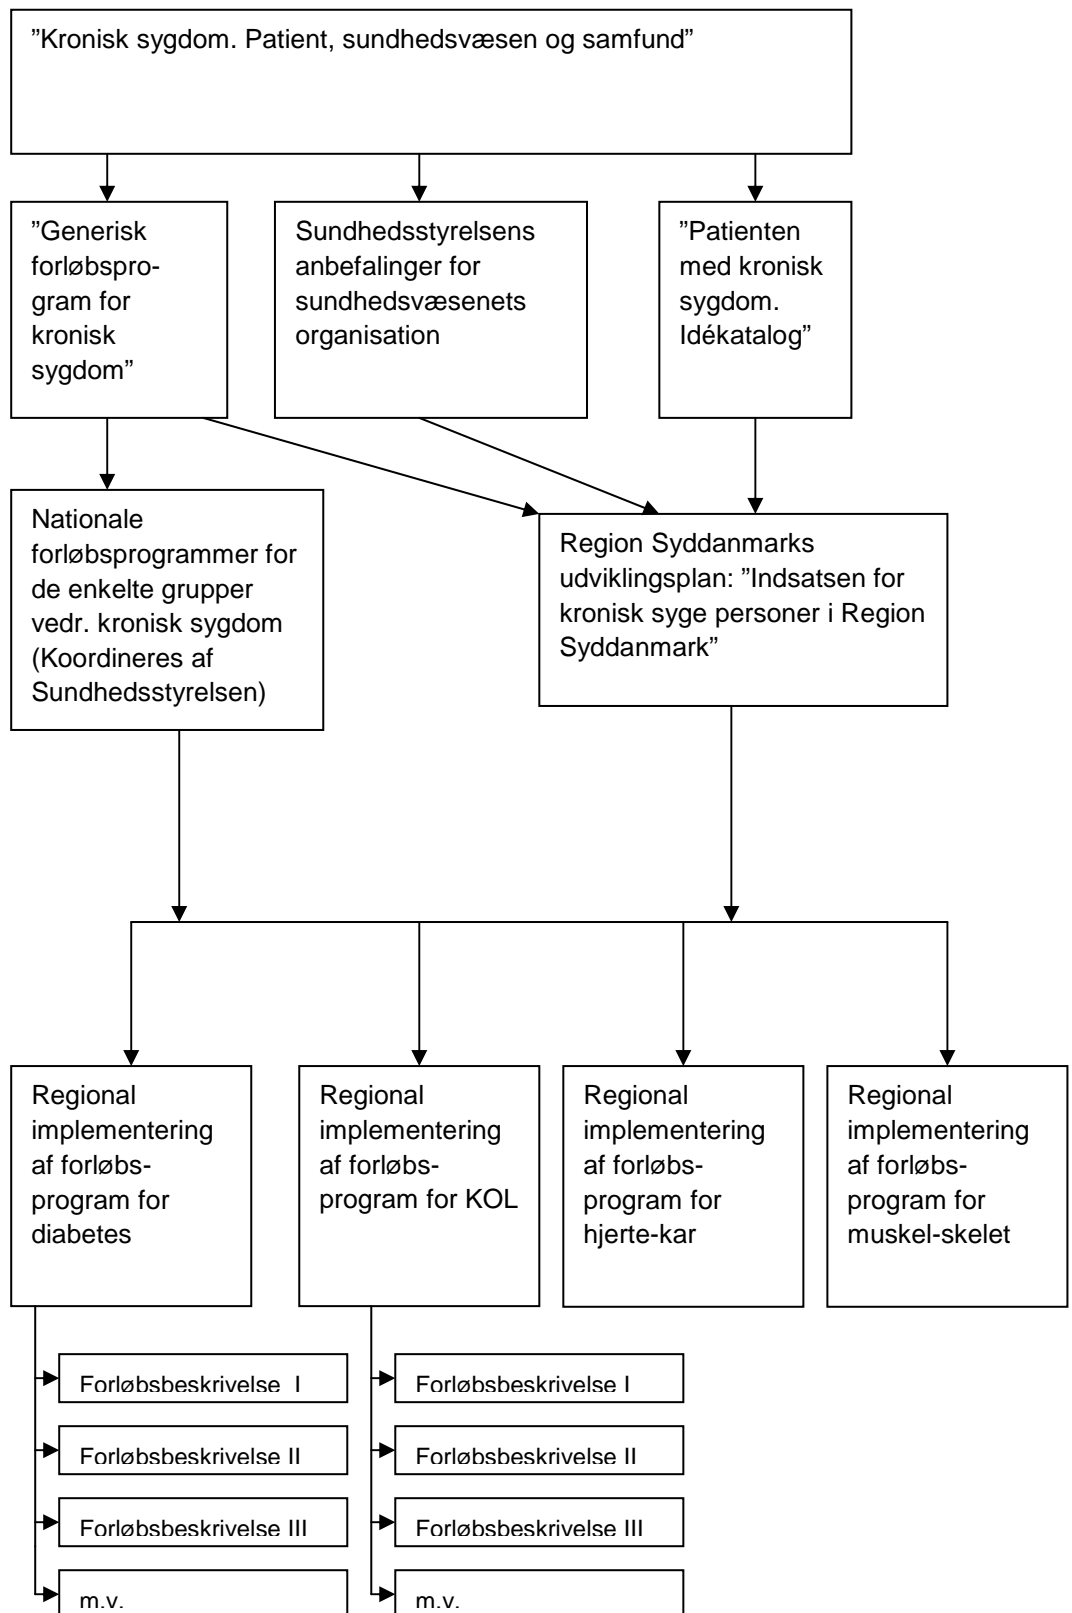 ”Kronisk sygdom. Patient, sundhedsvæsen og samfund”
”Generisk
forløbspro-
gram for
kronisk
sygdom”
Sundhedsstyrelsens
anbefalinger for
sundhedsvæsenets
organisation
”Patienten
med kronisk
sygdom.
Idékatalog”
Nationale
forløbsprogrammer for
de enkelte grupper
vedr. kronisk sygdom
(Koordineres af
Sundhedsstyrelsen)
Region Syddanmarks
udviklingsplan: ”Indsatsen for
kronisk syge personer i Region
Syddanmark”
Regional
implementering
af forløbs-
program for
diabetes
Regional
implementering
af forløbs-
program for KOL
Regional
implementering
af forløbs-
program for
hjerte-kar
Regional
implementering
af forløbs-
program for
muskel-skelet
Forløbsbeskrivelse I
Forløbsbeskrivelse II
Forløbsbeskrivelse III
m.v.
Forløbsbeskrivelse I
Forløbsbeskrivelse II
Forløbsbeskrivelse III
m.v.